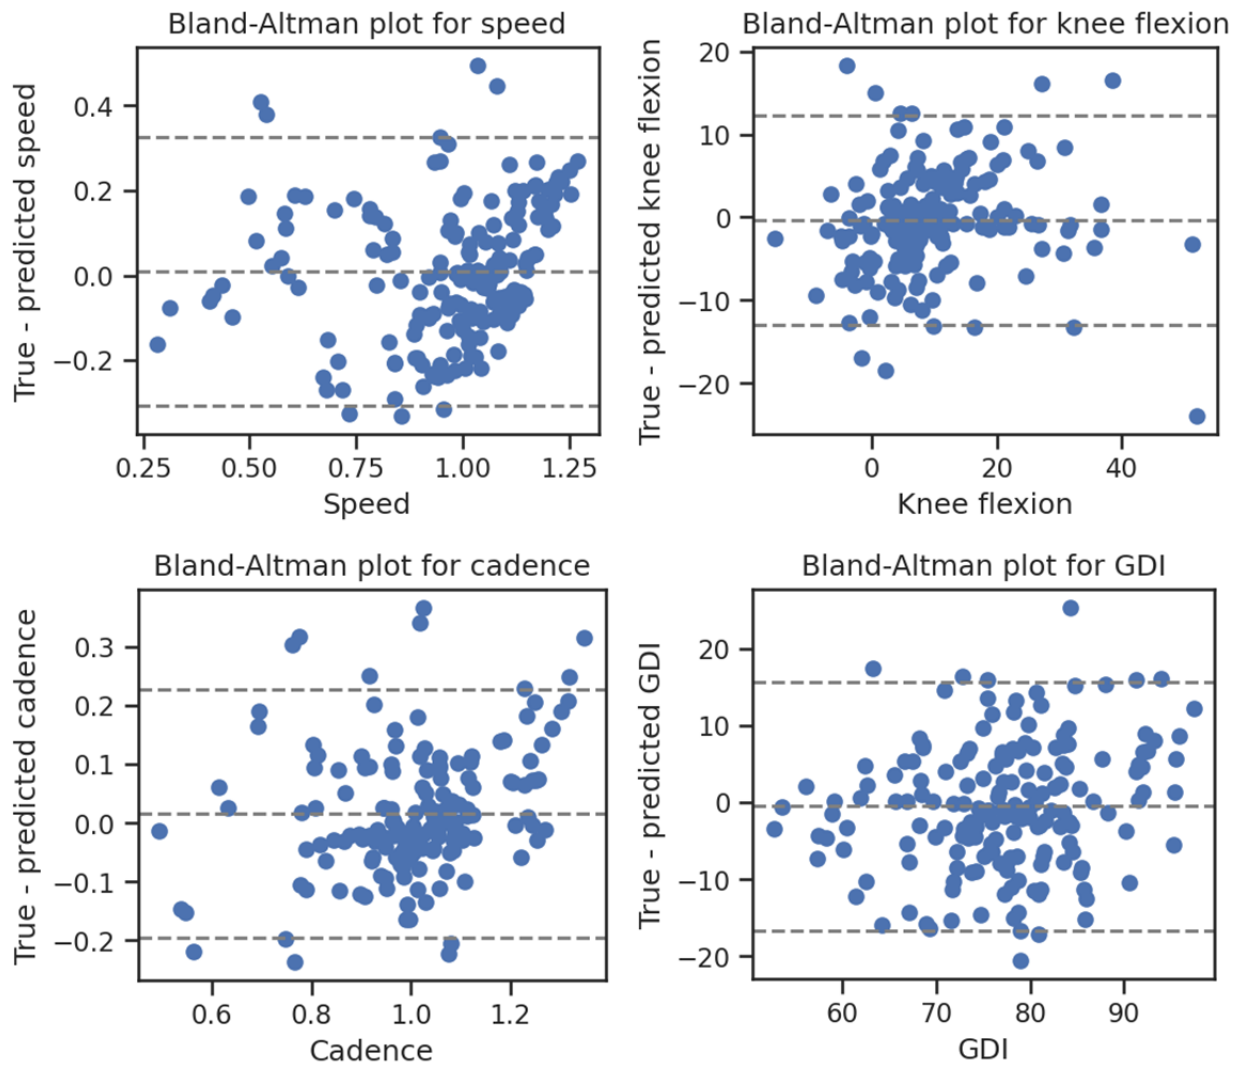 Bland-Altman plot for speed
True - predicted speed
0.4
0.2
0.0
−0.2
0.25 0.50 0.75 1.00 1.25
Speed
Bland-Altman plot for knee flexion
True - predicted knee flexion
20
10
0
−10
−20
0 20 40
Knee flexion
Bland-Altman plot for cadence
True - predicted cadence
0.3
0.2
0.1
0.0
−0.1
−0.2
0.6 0.8 1.0 1.2
Cadence
Bland-Altman plot for GDI
True - predicted GDI
20
10
0
−10
−20
60 70 80 90
GDI